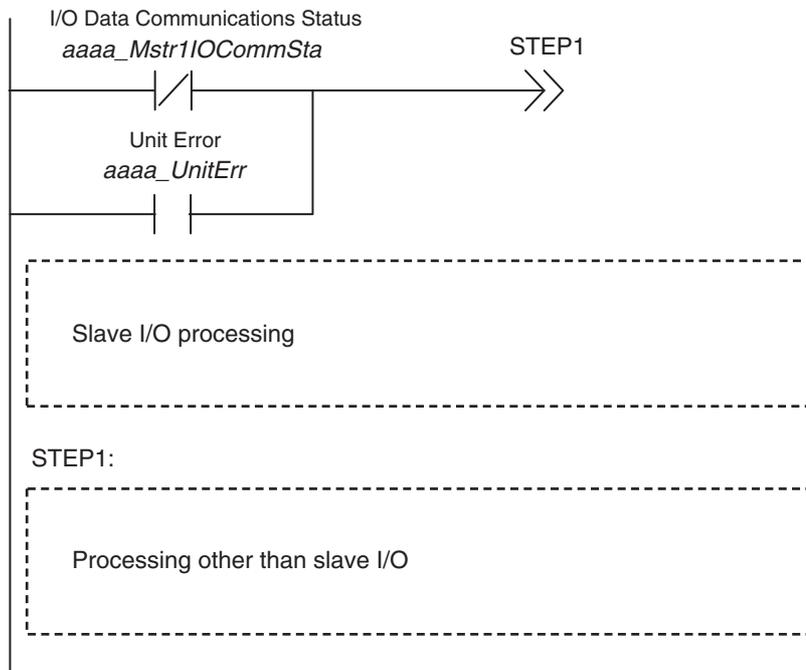 I/O Data Communications Status
aaaa_Mstr1IOCommSta
STEP1
Unit Error
aaaa_UnitErr
Slave I/O processing
STEP1:
Processing other than slave I/O